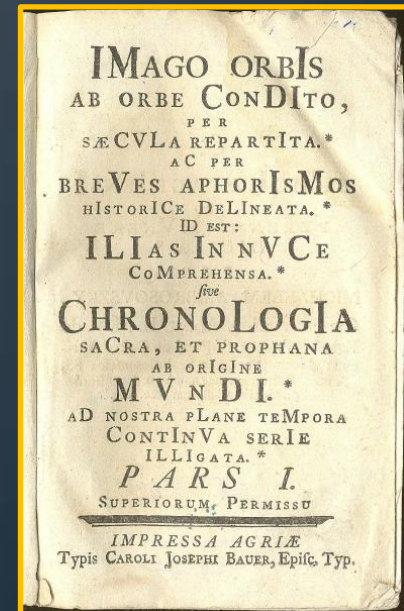 IMAGO ORBIS
AB ORBE CONDITO,
PER
SÆCVLA REPARTITA.*
AC PER
BREVES APHORISMOS
HISTORICE DELINEATA.*
ID EST:
ILIAS IN NVCE
COMPREHENSA.*
sive
CHRONOLOGIA
SACRA, ET PROPHANA
AB ORIGINE
MVNDI.*
AD NOSTRA PLANE TEMPORA
CONTINVA SERIE
ILLIGATA.*
PARS I.
SUPERIORUM, PERMISSU
IMPRESSA AGRIÆ
Typis CAROLI JOSEPHI BAUER, Episc, Typ.